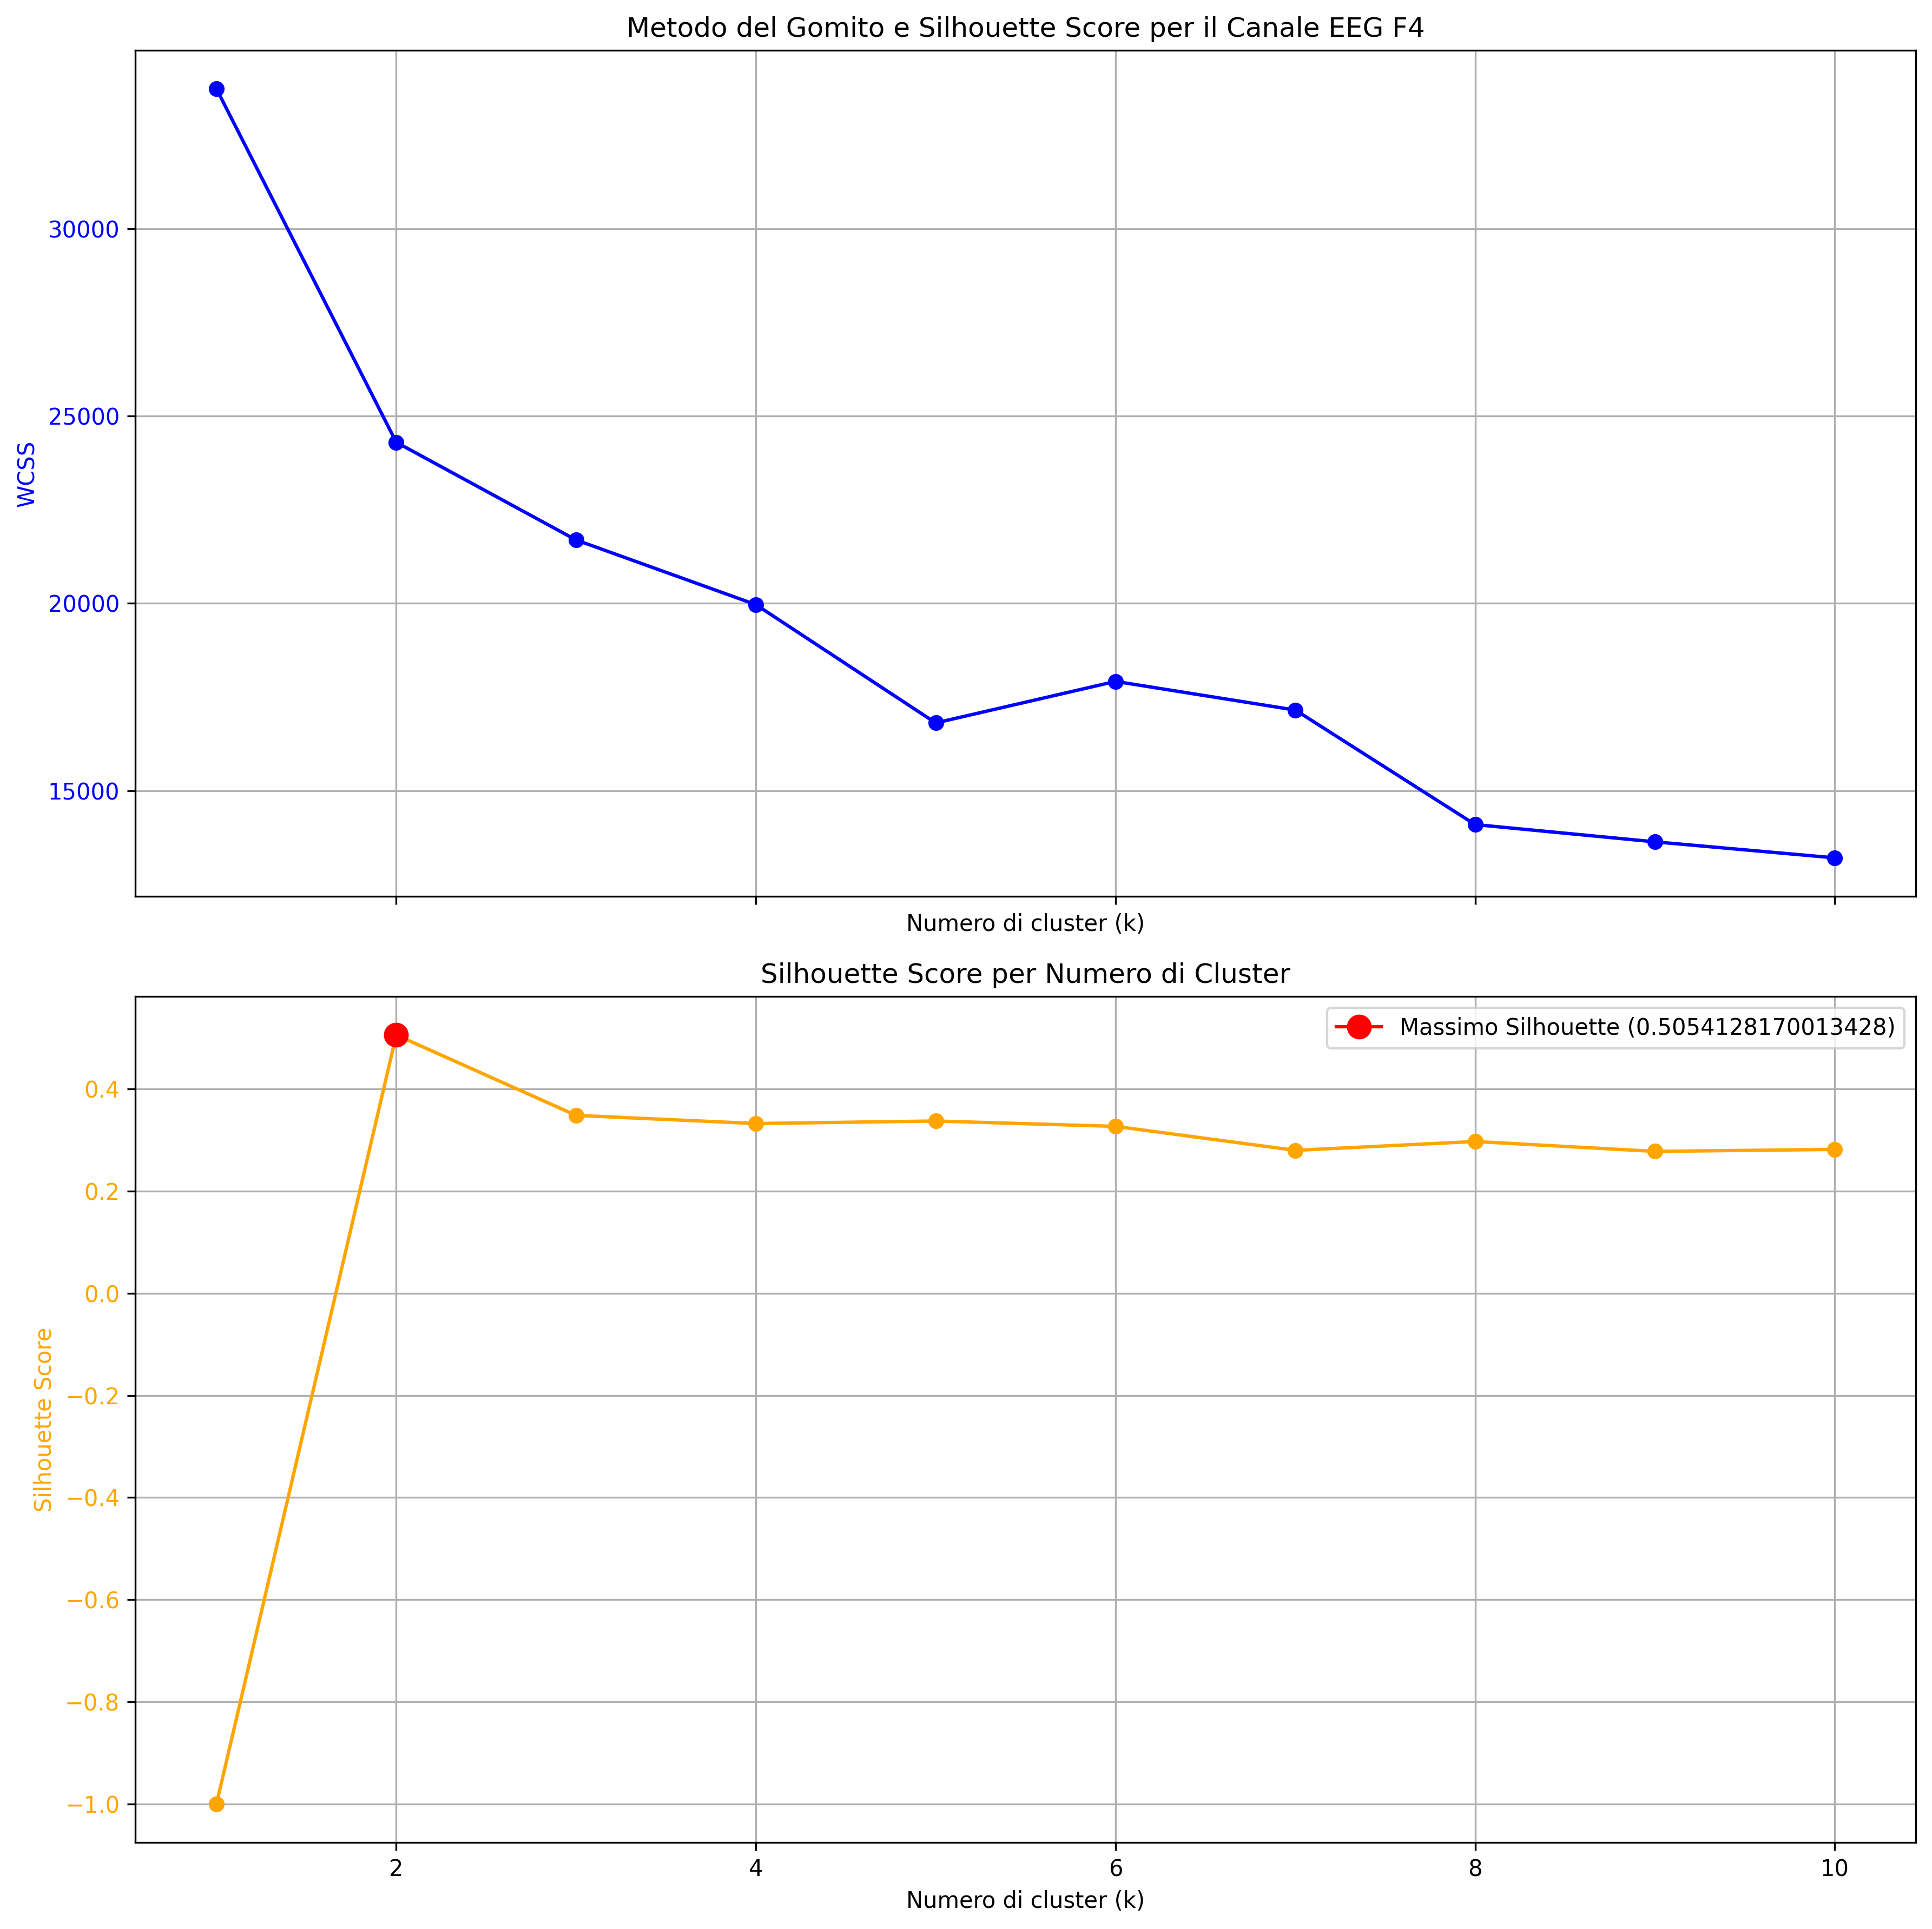 Metodo del Gomito e Silhouette Score per il Canale EEG F4
30000
25000
20000
15000
WCSS
Numero di cluster (k)
Silhouette Score per Numero di Cluster
Massimo Silhouette (0.5054128170013428)
0.4
0.2
0.0
−0.2
−0.4
−0.6
−0.8
−1.0
Silhouette Score
2 4 6 8 10
Numero di cluster (k)